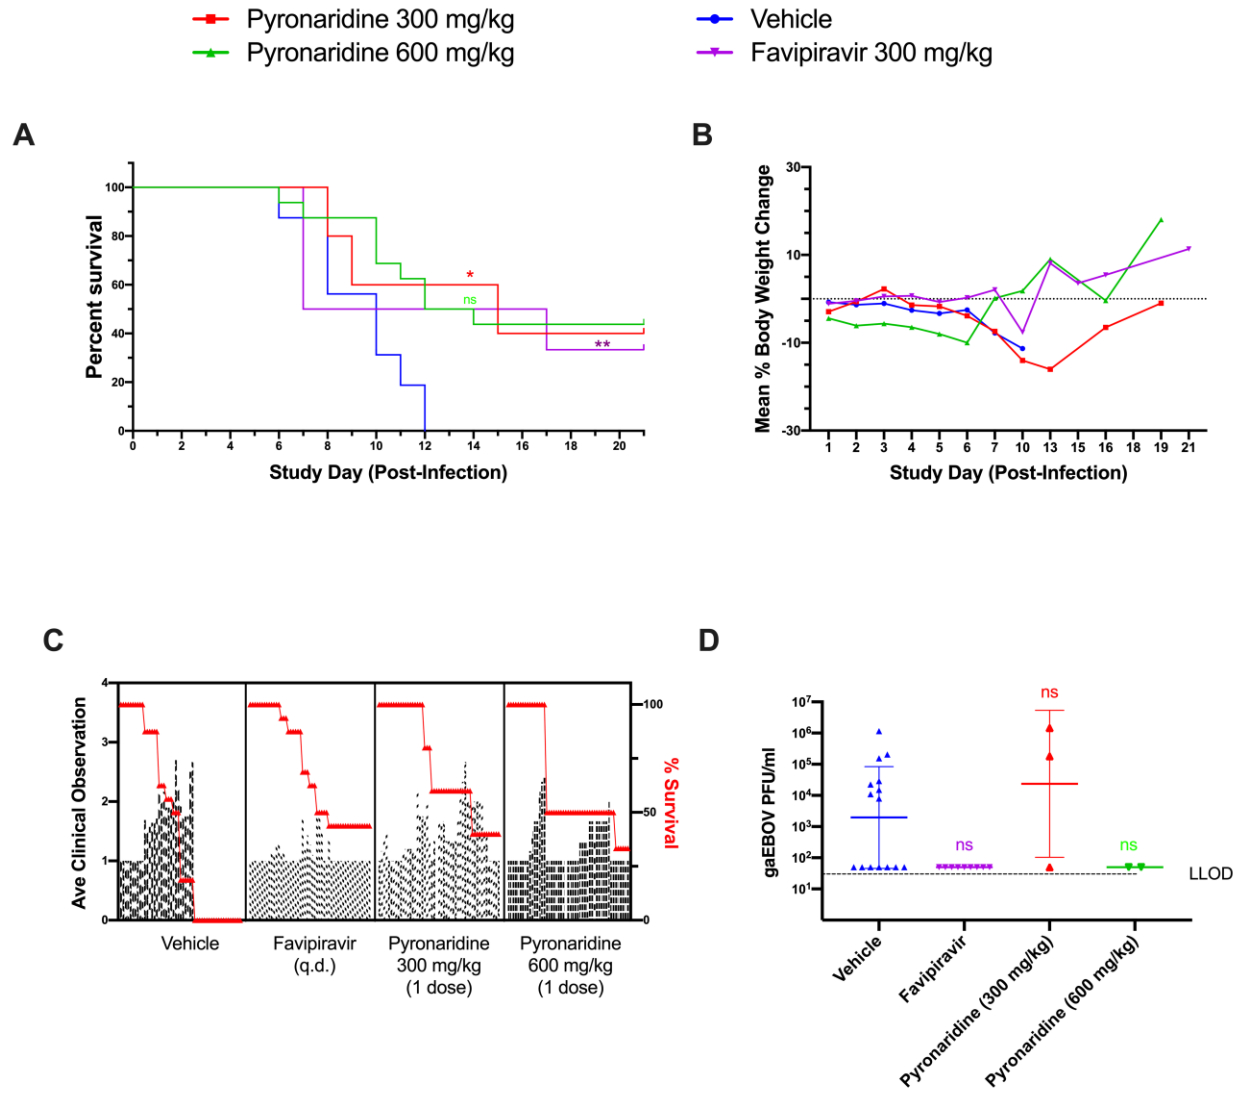 Pyronaridine 300 mg/kg
Pyronaridine 600 mg/kg
Vehicle
Favipiravir 300 mg/kg
A
Percent survival
100
80
60
40
20
0
*
ns
**
0 2 4 6 8 10 12 14 16 18 20
Study Day (Post-Infection)
B
Mean % Body Weight Change
30
10
-10
-30
1 2 3 4 5 6 7 10 13 15 16 18 19 21
Study Day (Post-Infection)
C
Ave Clinical Observation
4
3
2
1
0
100
50
0
% Survival
Vehicle
Favipiravir
(q.d.)
Pyronaridine
300 mg/kg
(1 dose)
Pyronaridine
600 mg/kg
(1 dose)
D
gaEBOV PFU/ml
10⁷
10⁶
10⁵
10⁴
10³
10²
10¹
ns
ns
ns
LLOD
Vehicle
Favipiravir
Pyronaridine (300 mg/kg)
Pyronaridine (600 mg/kg)